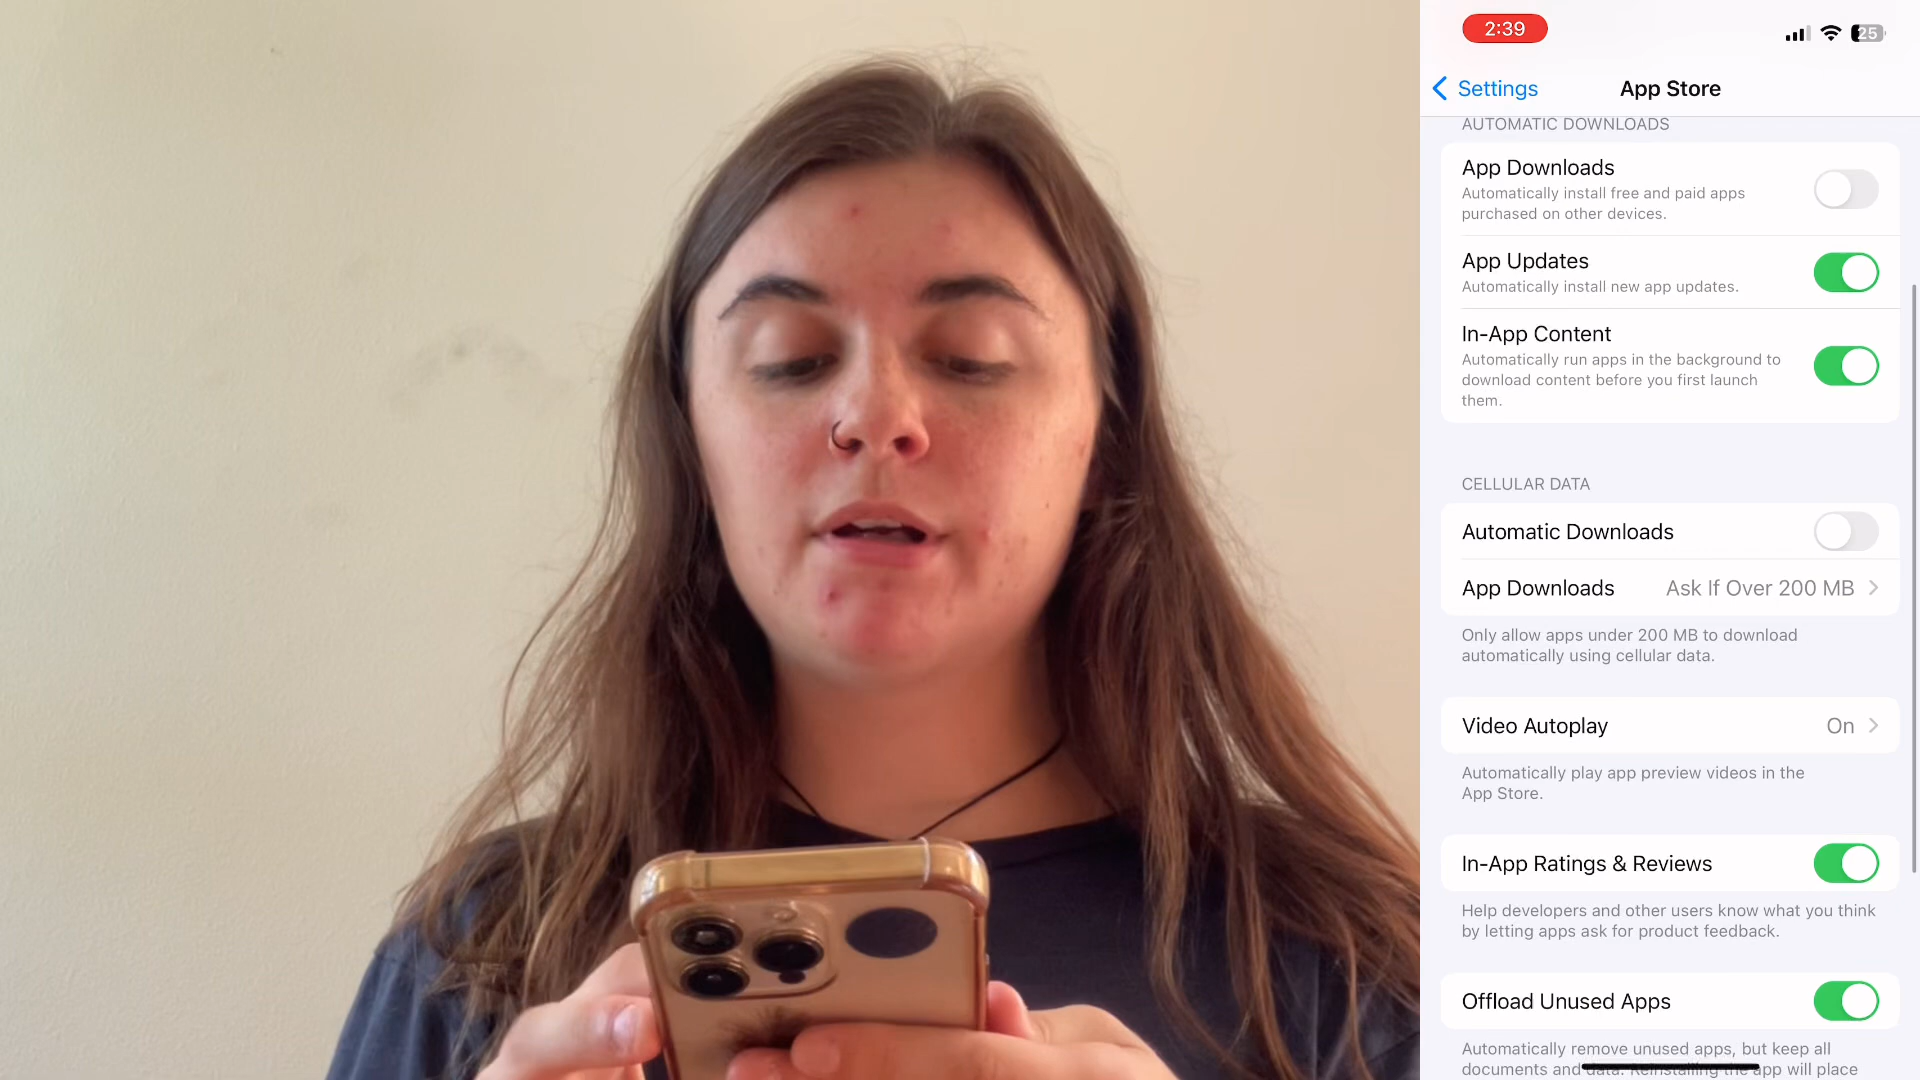 2:39
25
Settings
App Store
AUTOMATIC DOWNLOADS
App Downloads
Automatically install free and paid apps
purchased on other devices.
App Updates
Automatically install new app updates.
In-App Content
Automatically run apps in the background to
download content before you first launch
them.
CELLULAR DATA
Automatic Downloads
App Downloads Ask If Over 200 MB
Only allow apps under 200 MB to download
automatically using cellular data.
Video Autoplay On
Automatically play app preview videos in the
App Store.
In-App Ratings & Reviews
Help developers and other users know what you think
by letting apps ask for product feedback.
Offload Unused Apps
Automatically remove unused apps, but keep all
documents and data. Reinstalling the app will place